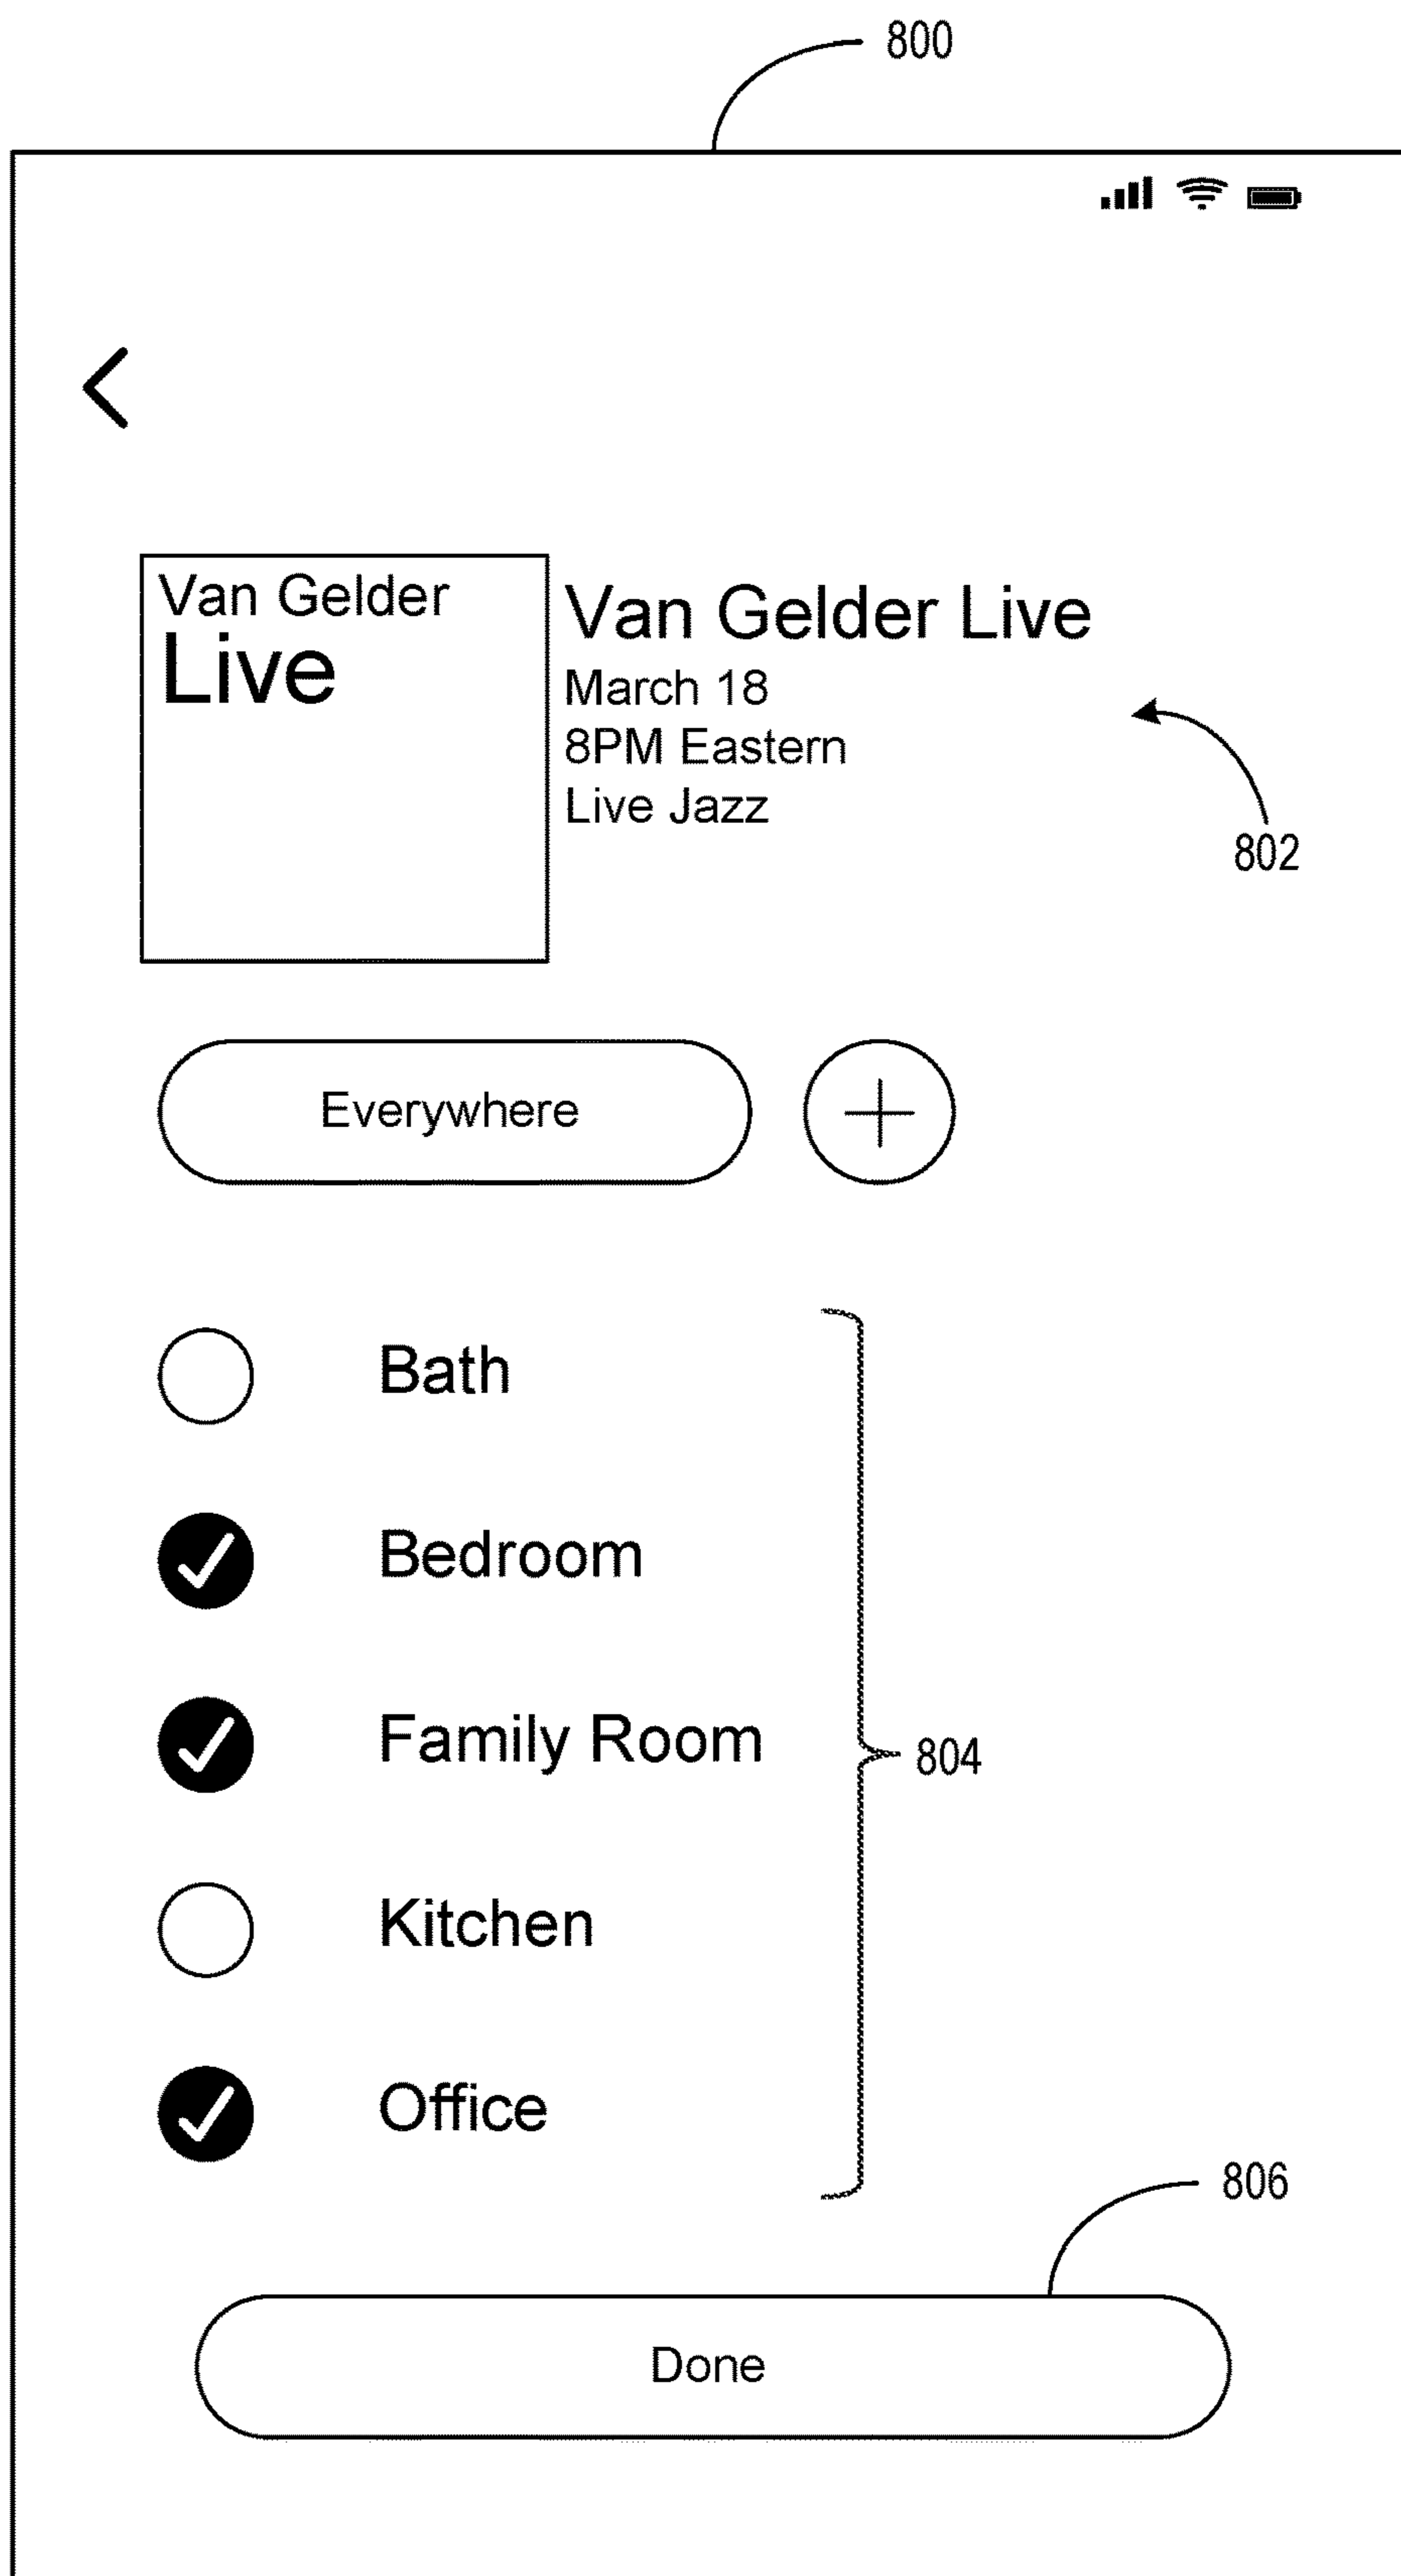 800
Van Gelder
Live
Van Gelder Live
March 18
8PM Eastern
Live Jazz
802
Everywhere
Bath
Bedroom
Family Room
804
Kitchen
Office
806
Done